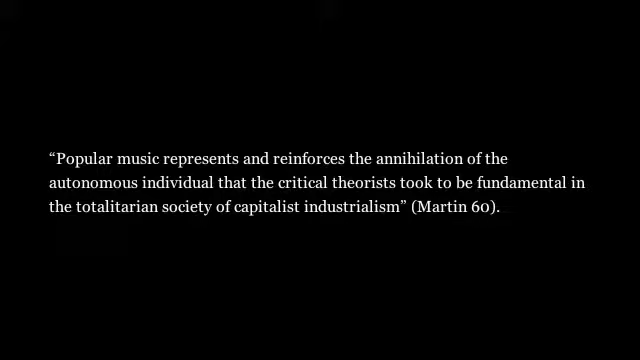 “Popular music represents and reinforces the annihilation of the
autonomous individual that the critical theorists took to be fundamental in
the totalitarian society of capitalist industrialism” (Martin 60).